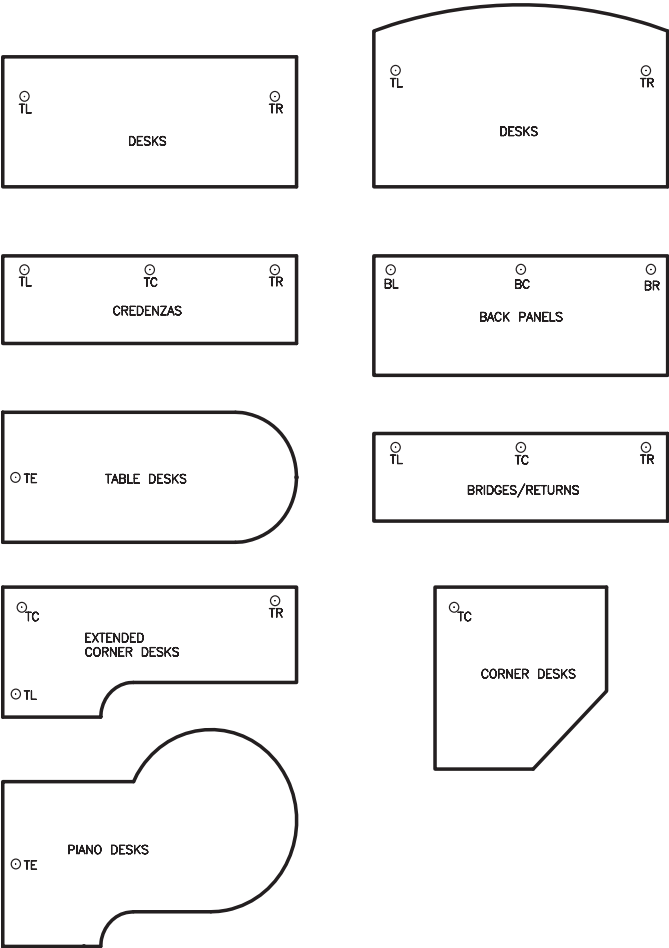 TL
TR
DESKS
TL
TR
DESKS
TL
TC
TR
CREDENZAS
BL
BC
BR
BACK PANELS
TE
TABLE DESKS
TL
TC
TR
BRIDGES/RETURNS
TC
TR
EXTENDED
CORNER DESKS
TL
TC
CORNER DESKS
PIANO DESKS
TE